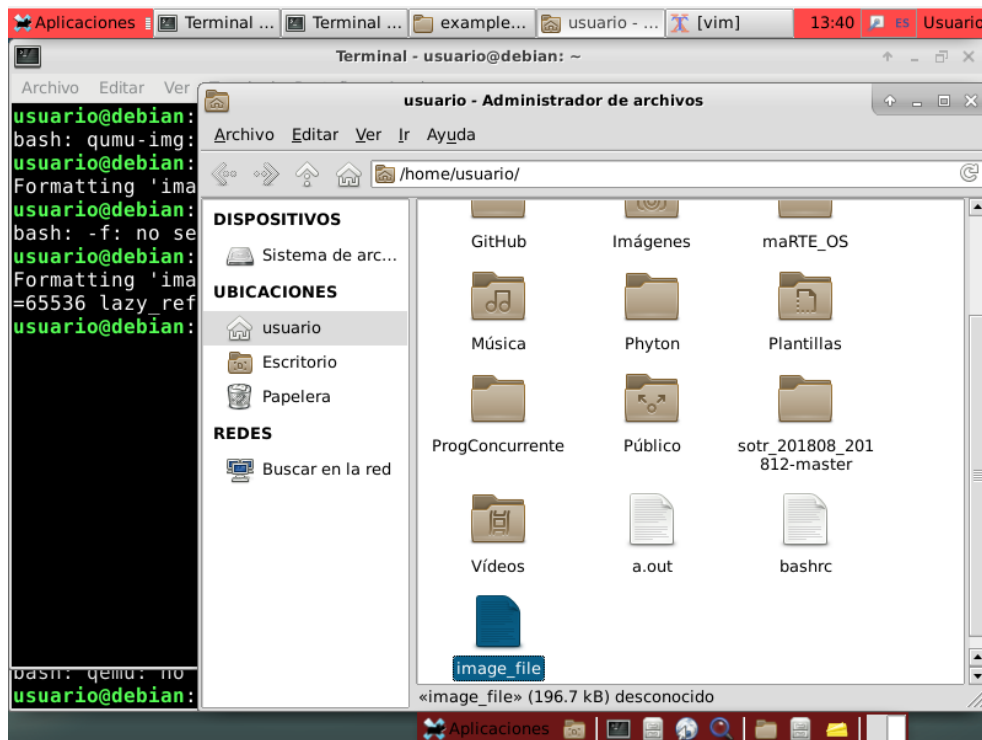 Aplicaciones Terminal ... Terminal ... example... usuario - ... [vim] 13:40 ES Usuario
Terminal - usuario@debian: ~
Archivo Editar Ver
usuario - Administrador de archivos
Archivo Editar Ver Ir Ayuda
/home/usuario/
usuario@debian:
bash: qumu-img:
usuario@debian:
Formatting 'ima
usuario@debian:
bash: -f: no se
usuario@debian:
Formatting 'ima
=65536 lazy_ref
usuario@debian:
bash: qemu: no
usuario@debian:
DISPOSITIVOS
Sistema de arc...
UBICACIONES
usuario
Escritorio
Papelera
REDES
Buscar en la red
GitHub Imágenes maRTE_OS
Música Phyton Plantillas
ProgConcurrente Público sotr_201808_201
812-master
Vídeos a.out bashrc
image_file
«image_file» (196.7 kB) desconocido
Aplicaciones